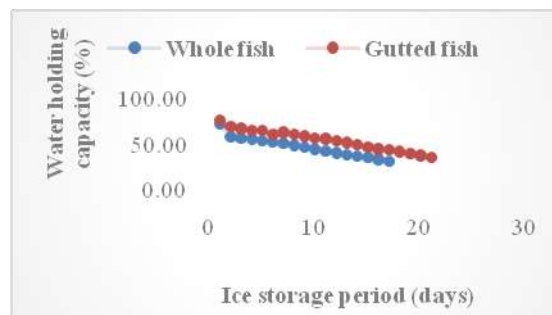 Whole fish Gutted fish
Water holding
capacity (%)
100.00
50.00
0.00
0 10 20 30
Ice storage period (days)